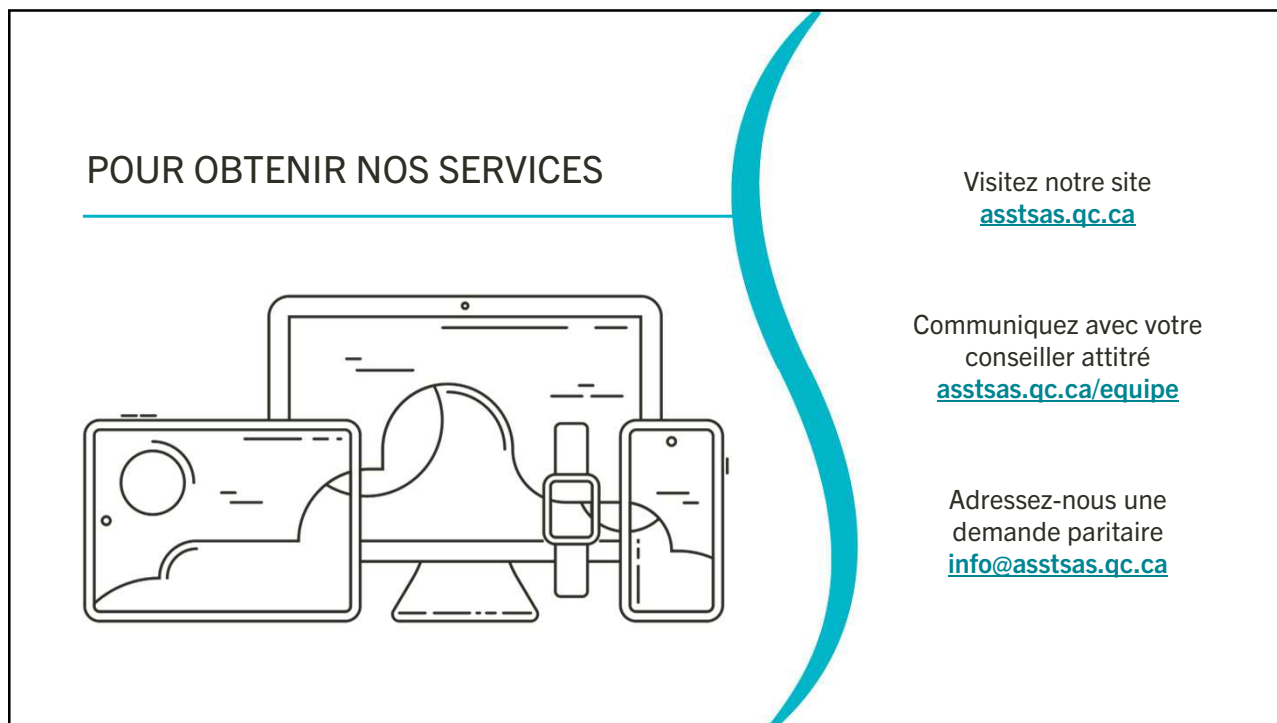 POUR OBTENIR NOS SERVICES
Visitez notre site
asstsas.qc.ca
Communiquez avec votre
conseiller attitré
asstsas.qc.ca/equipe
Adressez-nous une
demande paritaire
info@asstsas.qc.ca